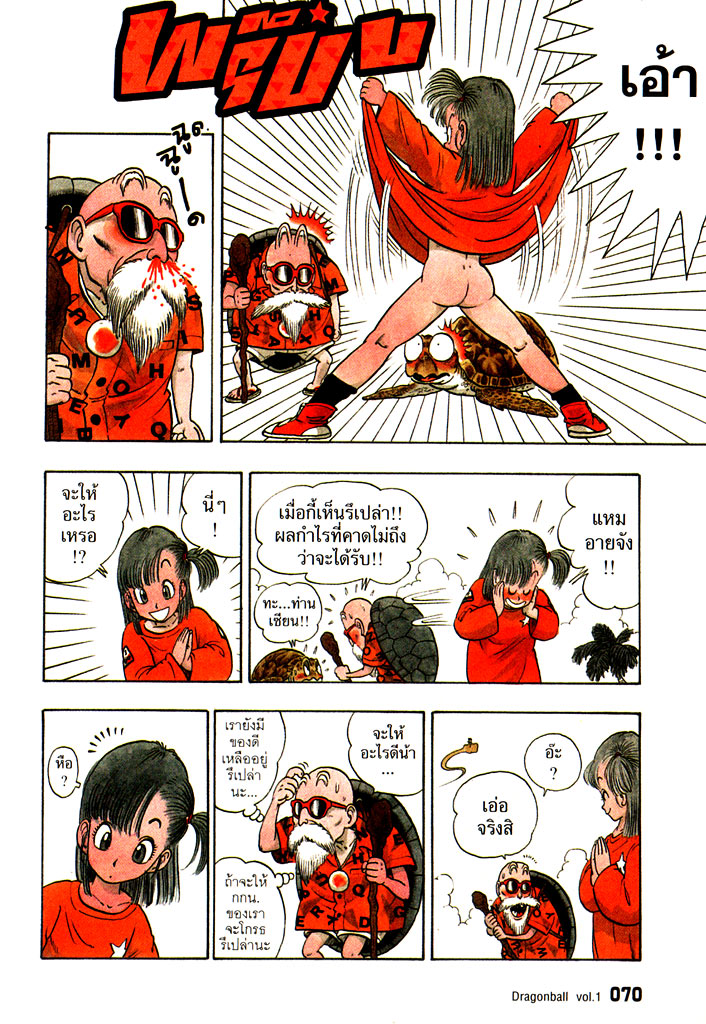 พรึ่บบ
เอ้า
!!!
ฉูด
ฉูด
จะให้
อะไร
เหรอ
!?
นี่ๆ
!
เมื่อกี้เห็นรึเปล่า!!
ผลกำไรที่คาดไม่ถึง
ว่าจะได้รับ!!
ทะ...ท่าน
เซียน!!
แหม
อายจัง
!!
หือ
?
เรายังมี
ของดี
เหลืออยู่
รึเปล่า
นะ...
จะให้
อะไรดีน้า
...
ถ้าจะให้
กกน.
ของเรา
จะโกรธ
รึเปล่านะ
อ๊ะ
?
เอ่อ
จริงสิ
Dragonball vol.1 070